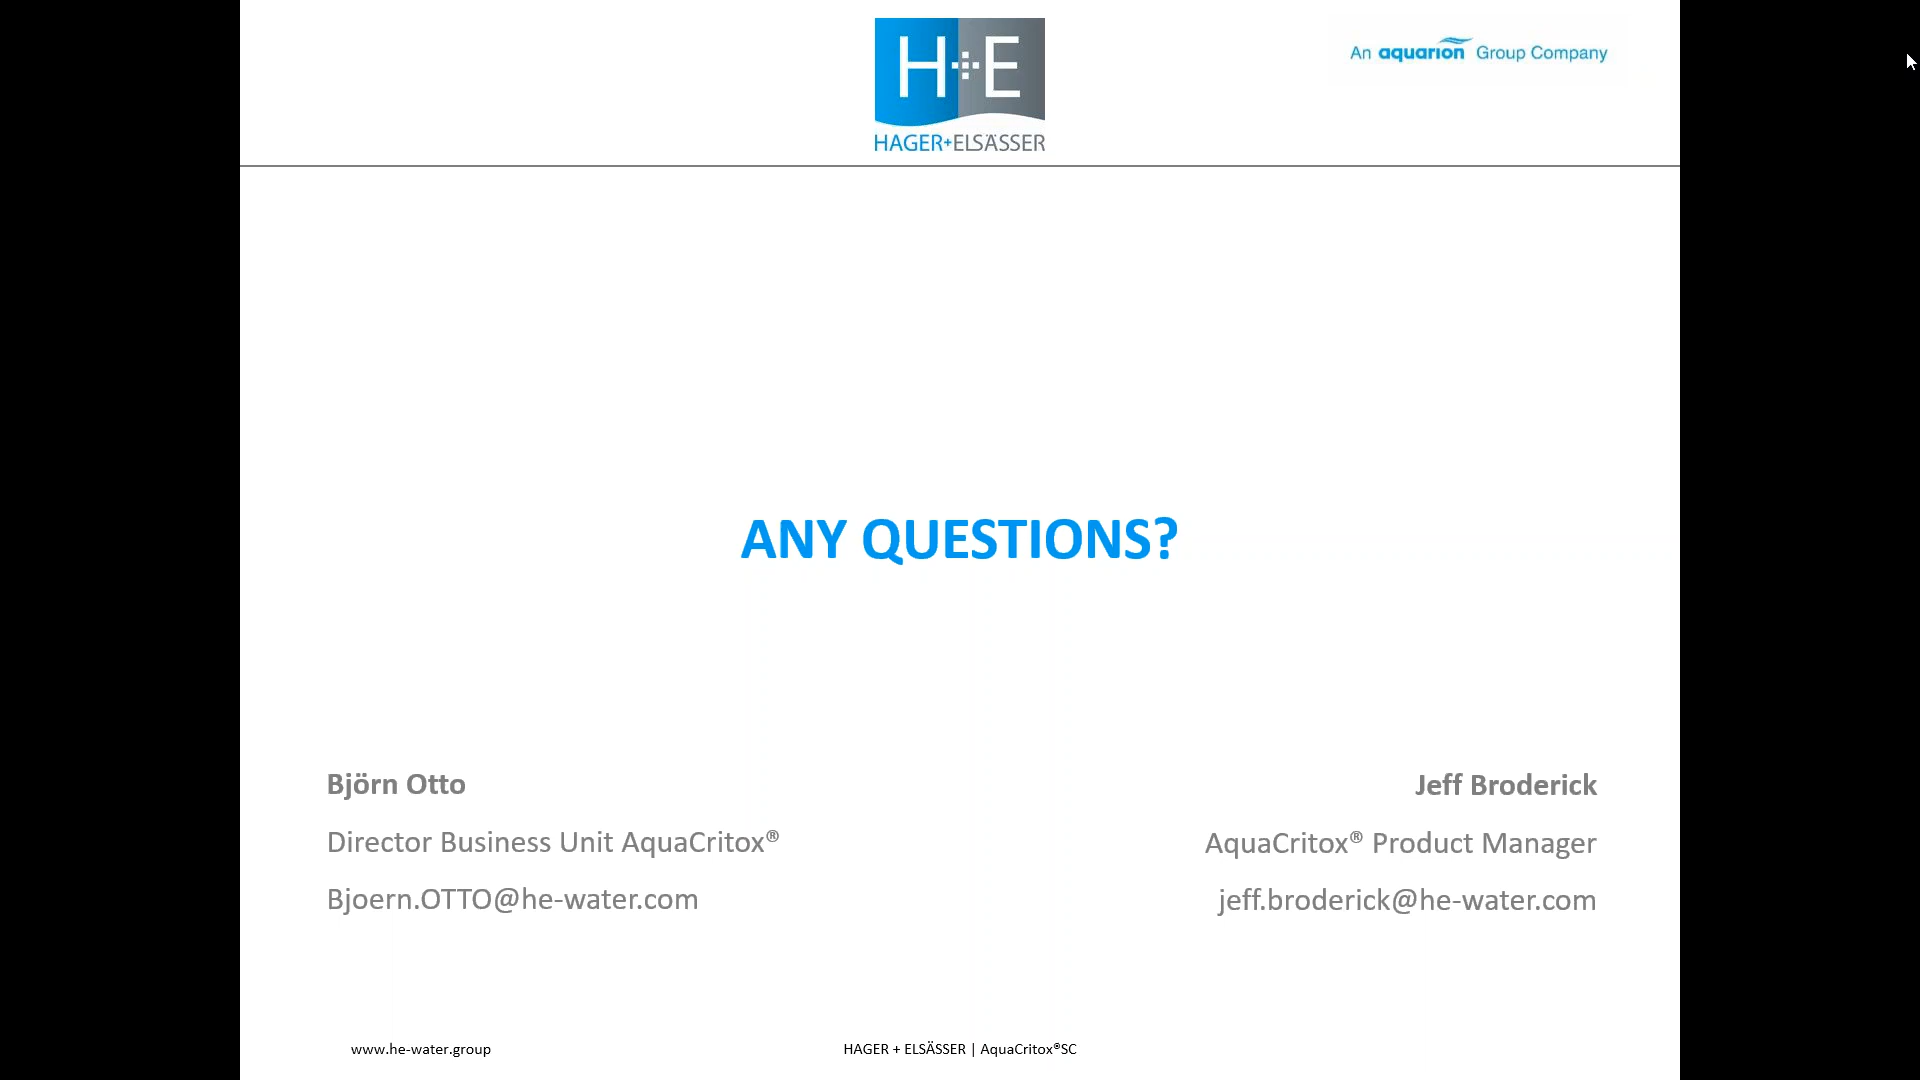 H+E
HAGER+ELSÄSSER
An aquarion Group Company
ANY QUESTIONS?
Björn Otto
Director Business Unit AquaCritox®
Bjoern.OTTO@he-water.com
Jeff Broderick
AquaCritox® Product Manager
jeff.broderick@he-water.com
www.he-water.group
HAGER + ELSÄSSER | AquaCritox®SC